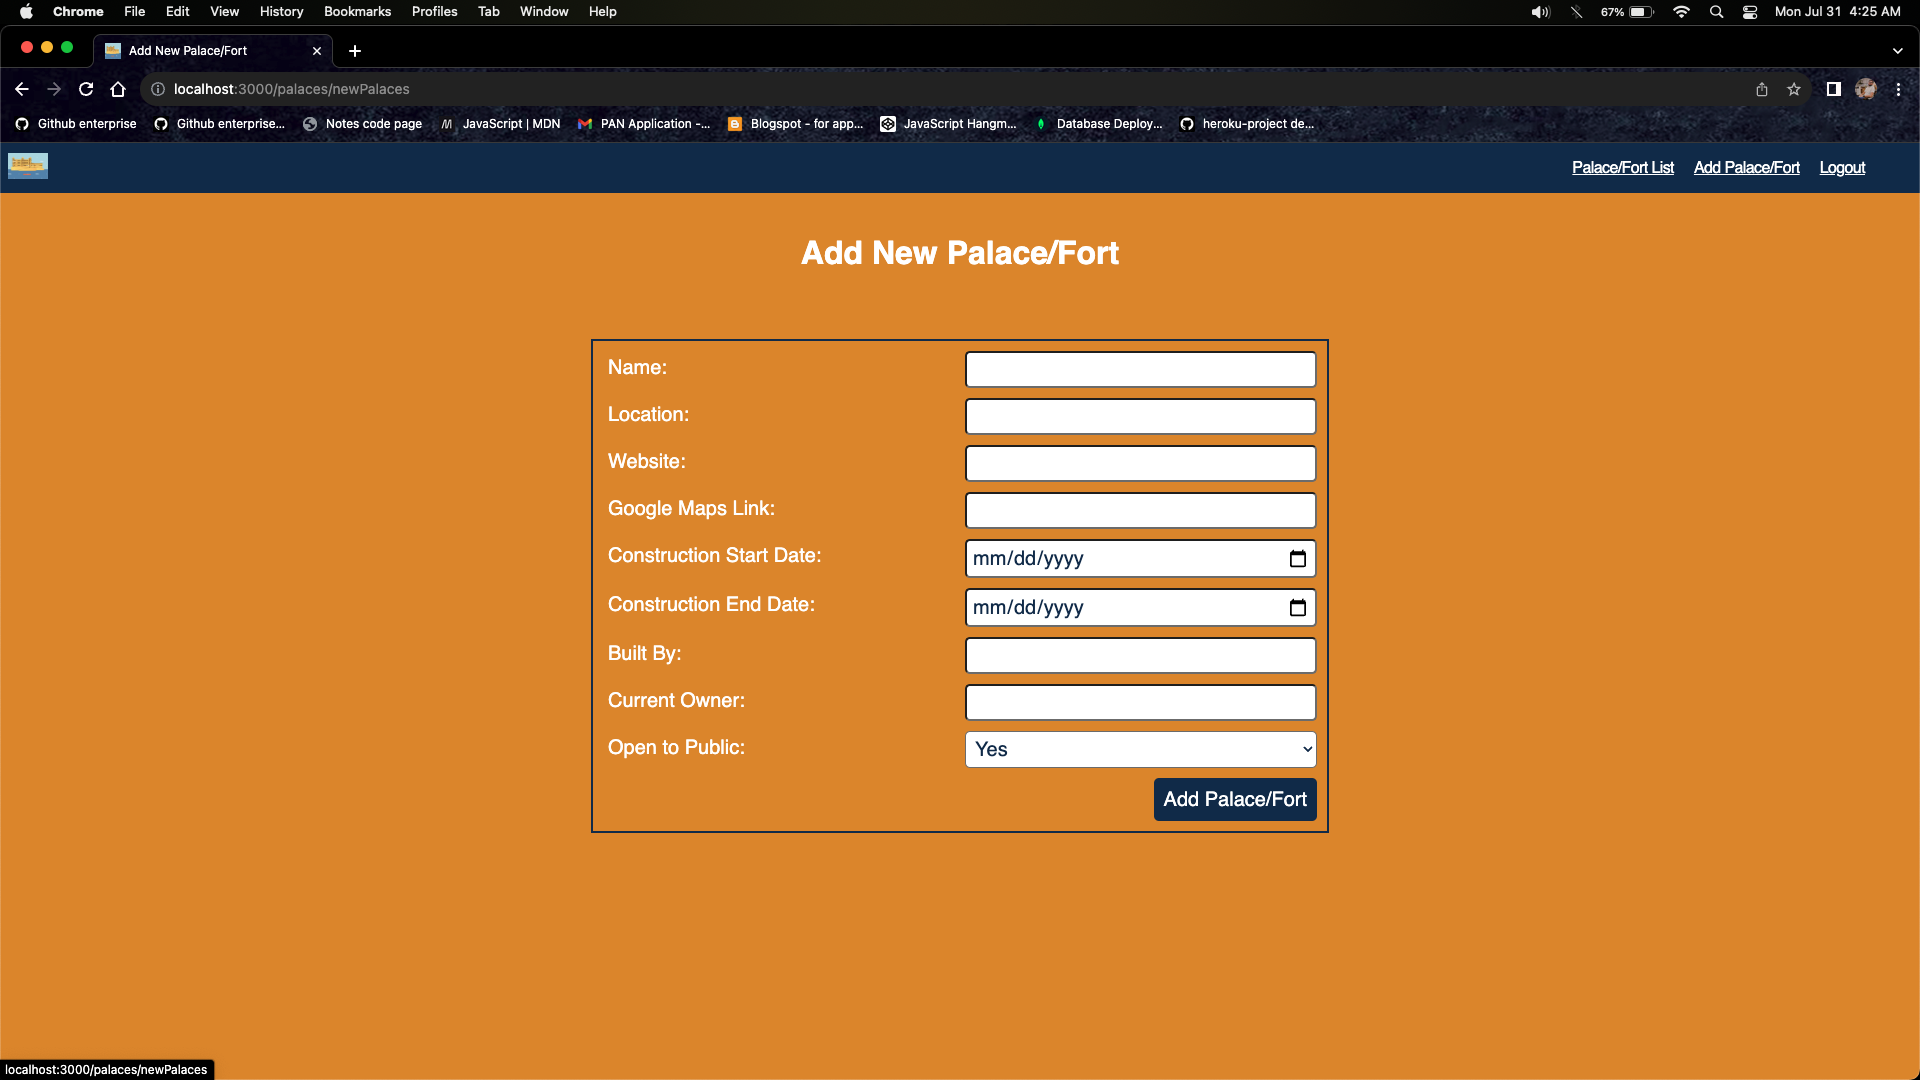 Chrome File Edit View History Bookmarks Profiles Tab Window Help 67% Mon Jul 31 4:25 AM
Add New Palace/Fort
localhost:3000/palaces/newPalaces
Github enterprise Github enterprise... Notes code page JavaScript | MDN PAN Application -... Blogspot - for app... JavaScript Hangm... Database Deploy... heroku-project de...
Palace/Fort List Add Palace/Fort Logout
Add New Palace/Fort
Name:
Location:
Website:
Google Maps Link:
Construction Start Date: mm/dd/yyyy
Construction End Date: mm/dd/yyyy
Built By:
Current Owner:
Open to Public: Yes
Add Palace/Fort
localhost:3000/palaces/newPalaces